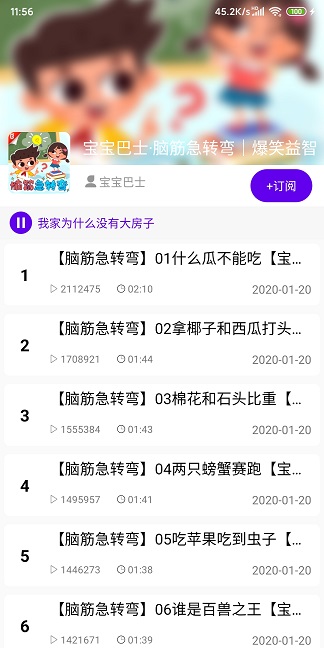 11:56
45.2K/s
100
宝宝巴士·脑筋急转弯｜爆笑益智
脑筋急转弯
宝宝巴士
+订阅
我家为什么没有大房子
1
【脑筋急转弯】01什么瓜不能吃【宝...
2112475
02:10
2020-01-20
2
【脑筋急转弯】02拿椰子和西瓜打头...
1708921
01:44
2020-01-20
3
【脑筋急转弯】03棉花和石头比重【...
1555384
01:43
2020-01-20
4
【脑筋急转弯】04两只螃蟹赛跑【宝...
1495957
01:41
2020-01-20
5
【脑筋急转弯】05吃苹果吃到虫子【...
1446273
01:38
2020-01-20
6
【脑筋急转弯】06谁是百兽之王【宝...
1421671
01:39
2020-01-20